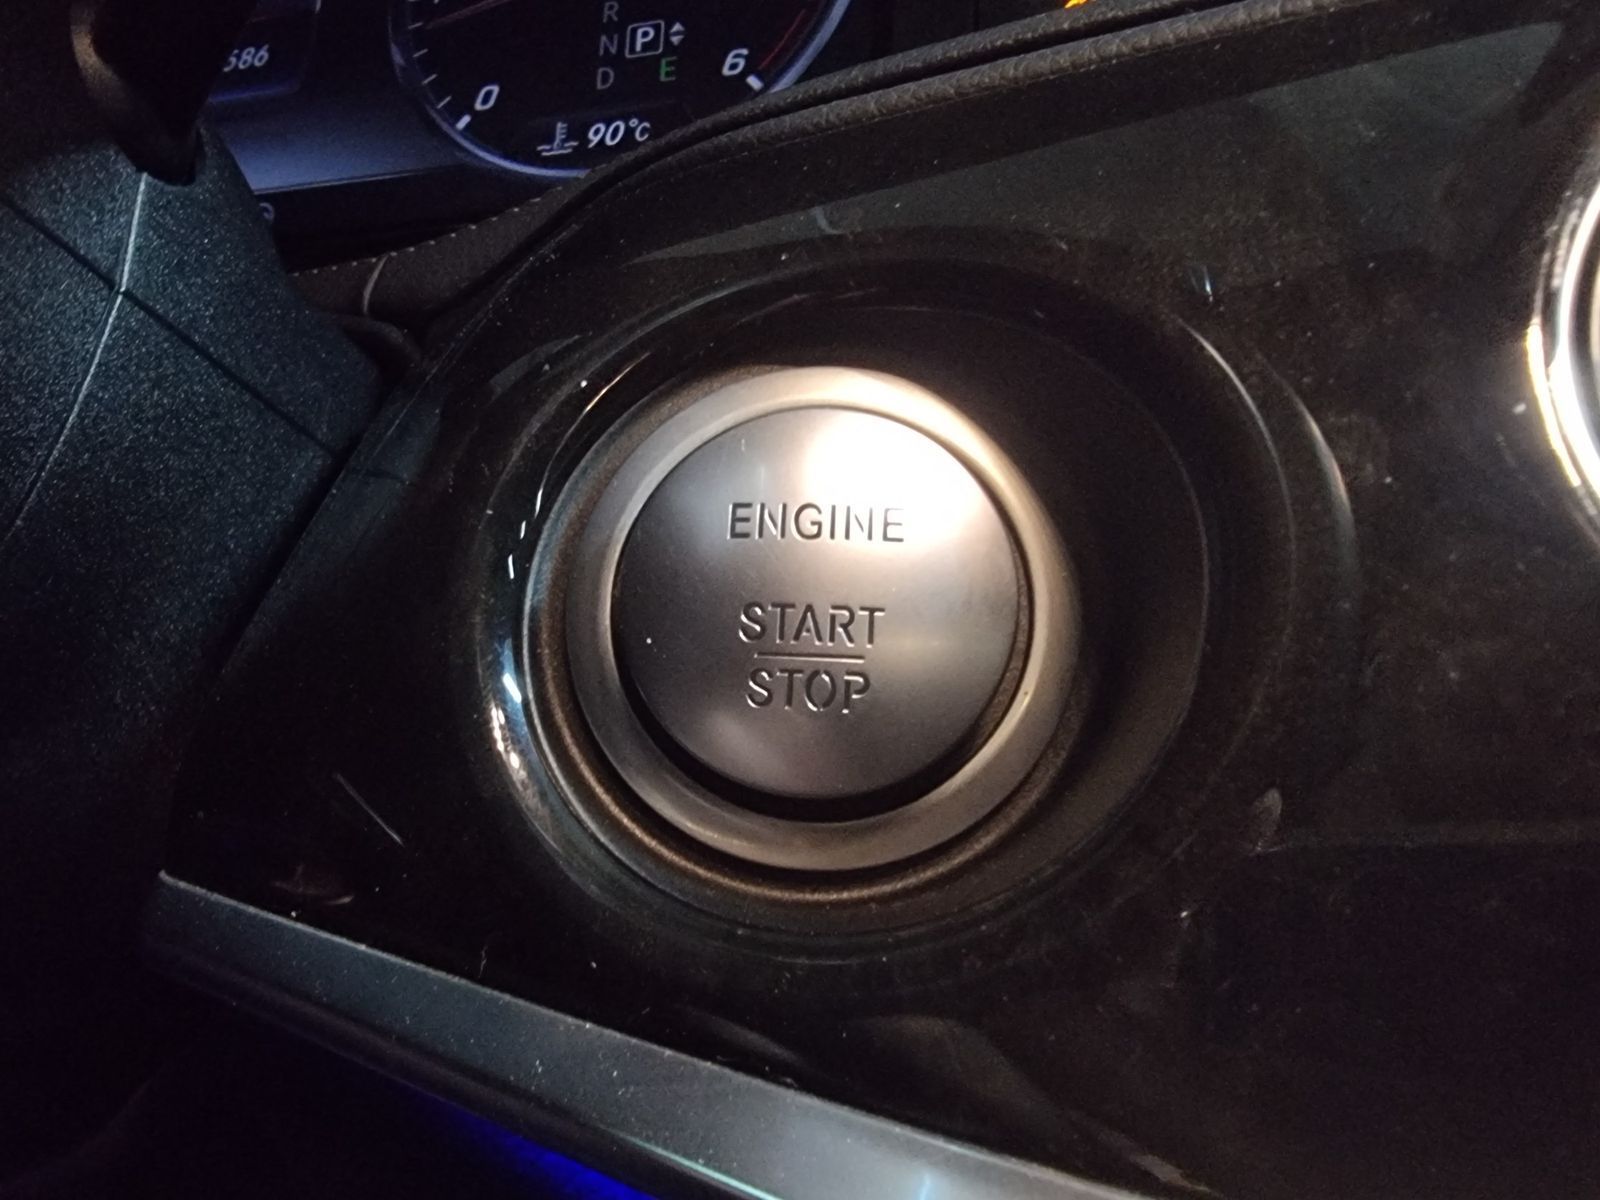 R
N P
D E
586
0
6
90°C
ENGINE
START
STOP